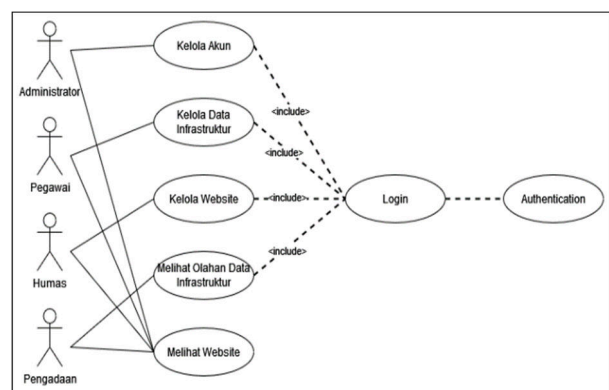 Administrator
Pegawai
Humas
Pengadaan
Kelola Akun
Kelola Data
Infrastruktur
Kelola Website
Melihat Olahan Data
Infrastruktur
Melihat Website
<include>
<include>
<include>
<include>
Login
Authentication